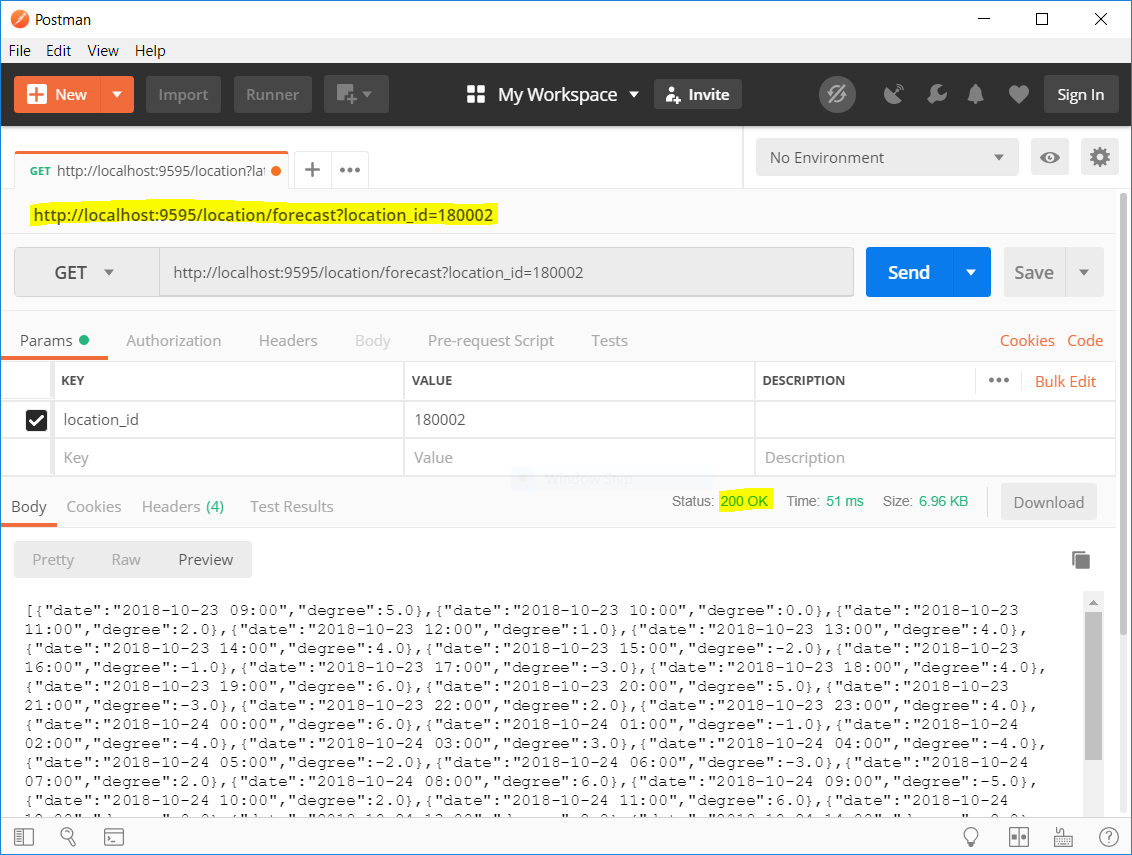 Postman
File Edit View Help
New Import Runner My Workspace Invite Sign In
GET http://localhost:9595/location?lat
No Environment
http://localhost:9595/location/forecast?location_id=180002
GET http://localhost:9595/location/forecast?location_id=180002 Send Save
Params Authorization Headers Body Pre-request Script Tests Cookies Code
KEY VALUE DESCRIPTION Bulk Edit
location_id 180002
Key Value Description
Window Snip
Body Cookies Headers (4) Test Results Status: 200 OK Time: 51 ms Size: 6.96 KB Download
Pretty Raw Preview
[{"date":"2018-10-23 09:00","degree":5.0},{"date":"2018-10-23 10:00","degree":0.0},{"date":"2018-10-23
11:00","degree":2.0},{"date":"2018-10-23 12:00","degree":1.0},{"date":"2018-10-23 13:00","degree":4.0},
{"date":"2018-10-23 14:00","degree":4.0},{"date":"2018-10-23 15:00","degree":-2.0},{"date":"2018-10-23
16:00","degree":-1.0},{"date":"2018-10-23 17:00","degree":-3.0},{"date":"2018-10-23 18:00","degree":4.0},
{"date":"2018-10-23 19:00","degree":6.0},{"date":"2018-10-23 20:00","degree":5.0},{"date":"2018-10-23
21:00","degree":-3.0},{"date":"2018-10-23 22:00","degree":2.0},{"date":"2018-10-23 23:00","degree":4.0},
{"date":"2018-10-24 00:00","degree":6.0},{"date":"2018-10-24 01:00","degree":-1.0},{"date":"2018-10-24
02:00","degree":-4.0},{"date":"2018-10-24 03:00","degree":3.0},{"date":"2018-10-24 04:00","degree":-4.0},
{"date":"2018-10-24 05:00","degree":-2.0},{"date":"2018-10-24 06:00","degree":-3.0},{"date":"2018-10-24
07:00","degree":2.0},{"date":"2018-10-24 08:00","degree":6.0},{"date":"2018-10-24 09:00","degree":-5.0},
{"date":"2018-10-24 10:00","degree":2.0},{"date":"2018-10-24 11:00","degree":6.0},{"date":"2018-10-24